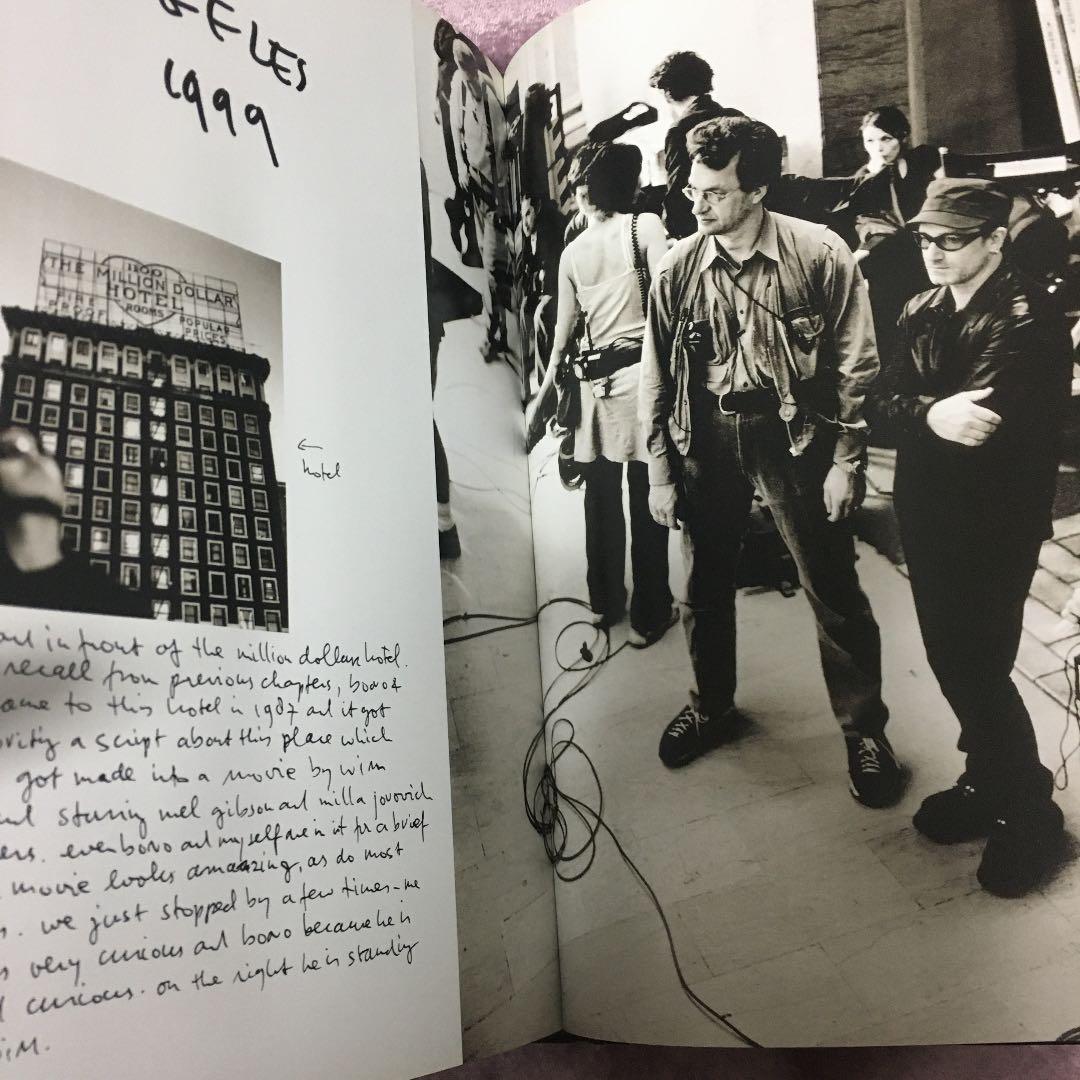 GELES
1999
1100
THE MILLION DOLLAR
HOTEL
FIRE ROOMS POPULAR
PROOF PRICES
← hotel
in front of the million dollar hotel.
recall from previous chapters, bono &
came to this hotel in 1987 and it got
writing a script about this place which
got made into a movie by wim
and starring mel gibson and milla jovovich
ers. even bono and myself are in it for a brief
movie looks amaazing, as do most
we just stopped by a few times - me
very curious and bono because he is
curious. on the right he is standing
wim.